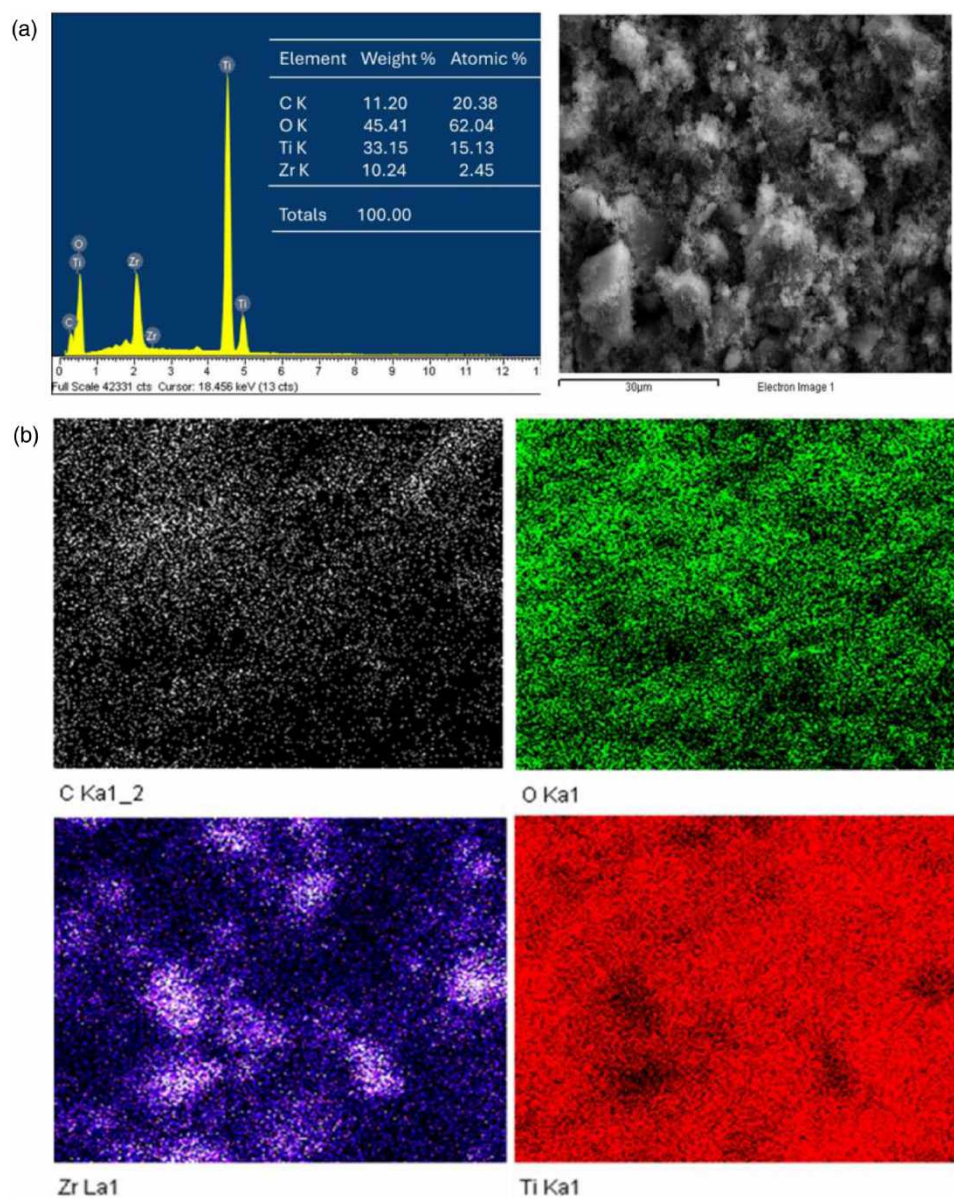 (a)
Element Weight % Atomic %
C K 11.20 20.38
O K 45.41 62.04
Ti K 33.15 15.13
Zr K 10.24 2.45
Totals 100.00
Ti
O
Ti
Zr
C
Zr
Ti
0 1 2 3 4 5 6 7 8 9 10 11 12 1
Full Scale 42331 cts Cursor: 18.456 keV (13 cts)
30μm Electron Image 1
(b)
C Ka1_2 O Ka1
Zr La1 Ti Ka1